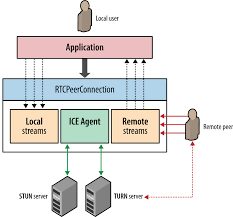 Local user
Application
RTCPeerConnection
Local
streams
ICE Agent
Remote
streams
Remote peer
STUN server
TURN server